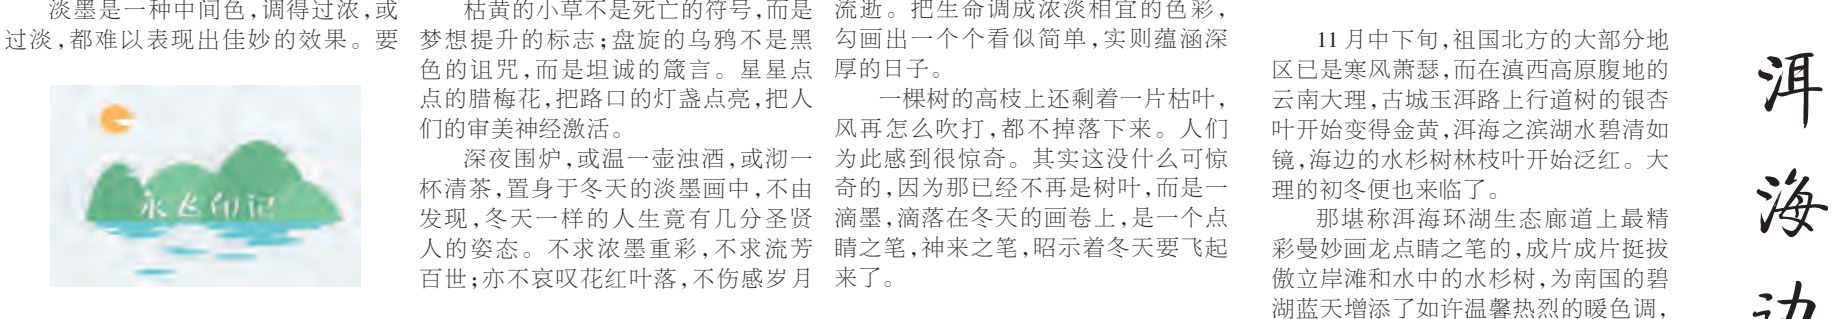 淡墨是一种中间色,调得过浓,或
过淡,都难以表现出佳妙的效果。要
永飞印记
枯黄的小草不是死亡的符号,而是
梦想提升的标志;盘旋的乌鸦不是黑
色的诅咒,而是坦诚的箴言。星星点
点的腊梅花,把路口的灯盏点亮,把人
们的审美神经激活。
深夜围炉,或温一壶浊酒,或沏一
杯清茶,置身于冬天的淡墨画中,不由
发现,冬天一样的人生竟有几分圣贤
人的姿态。不求浓墨重彩,不求流芳
百世;亦不哀叹花红叶落,不伤感岁月
流逝。把生命调成浓淡相宜的色彩,
勾画出一个个看似简单,实则蕴涵深
厚的日子。
一棵树的高枝上还剩着一片枯叶,
风再怎么吹打,都不掉落下来。人们
为此感到很惊奇。其实这没什么可惊
奇的,因为那已经不再是树叶,而是一
滴墨,滴落在冬天的画卷上,是一个点
睛之笔,神来之笔,昭示着冬天要飞起
来了。
11月中下旬,祖国北方的大部分地
区已是寒风萧瑟,而在滇西高原腹地的
云南大理,古城玉洱路上行道树的银杏
叶开始变得金黄,洱海之滨湖水碧清如
镜,海边的水杉树林枝叶开始泛红。大
理的初冬便也来临了。
那堪称洱海环湖生态廊道上最精
彩曼妙画龙点睛之笔的,成片成片挺拔
傲立岸滩和水中的水杉树,为南国的碧
湖蓝天增添了如许温馨热烈的暖色调,
洱海边